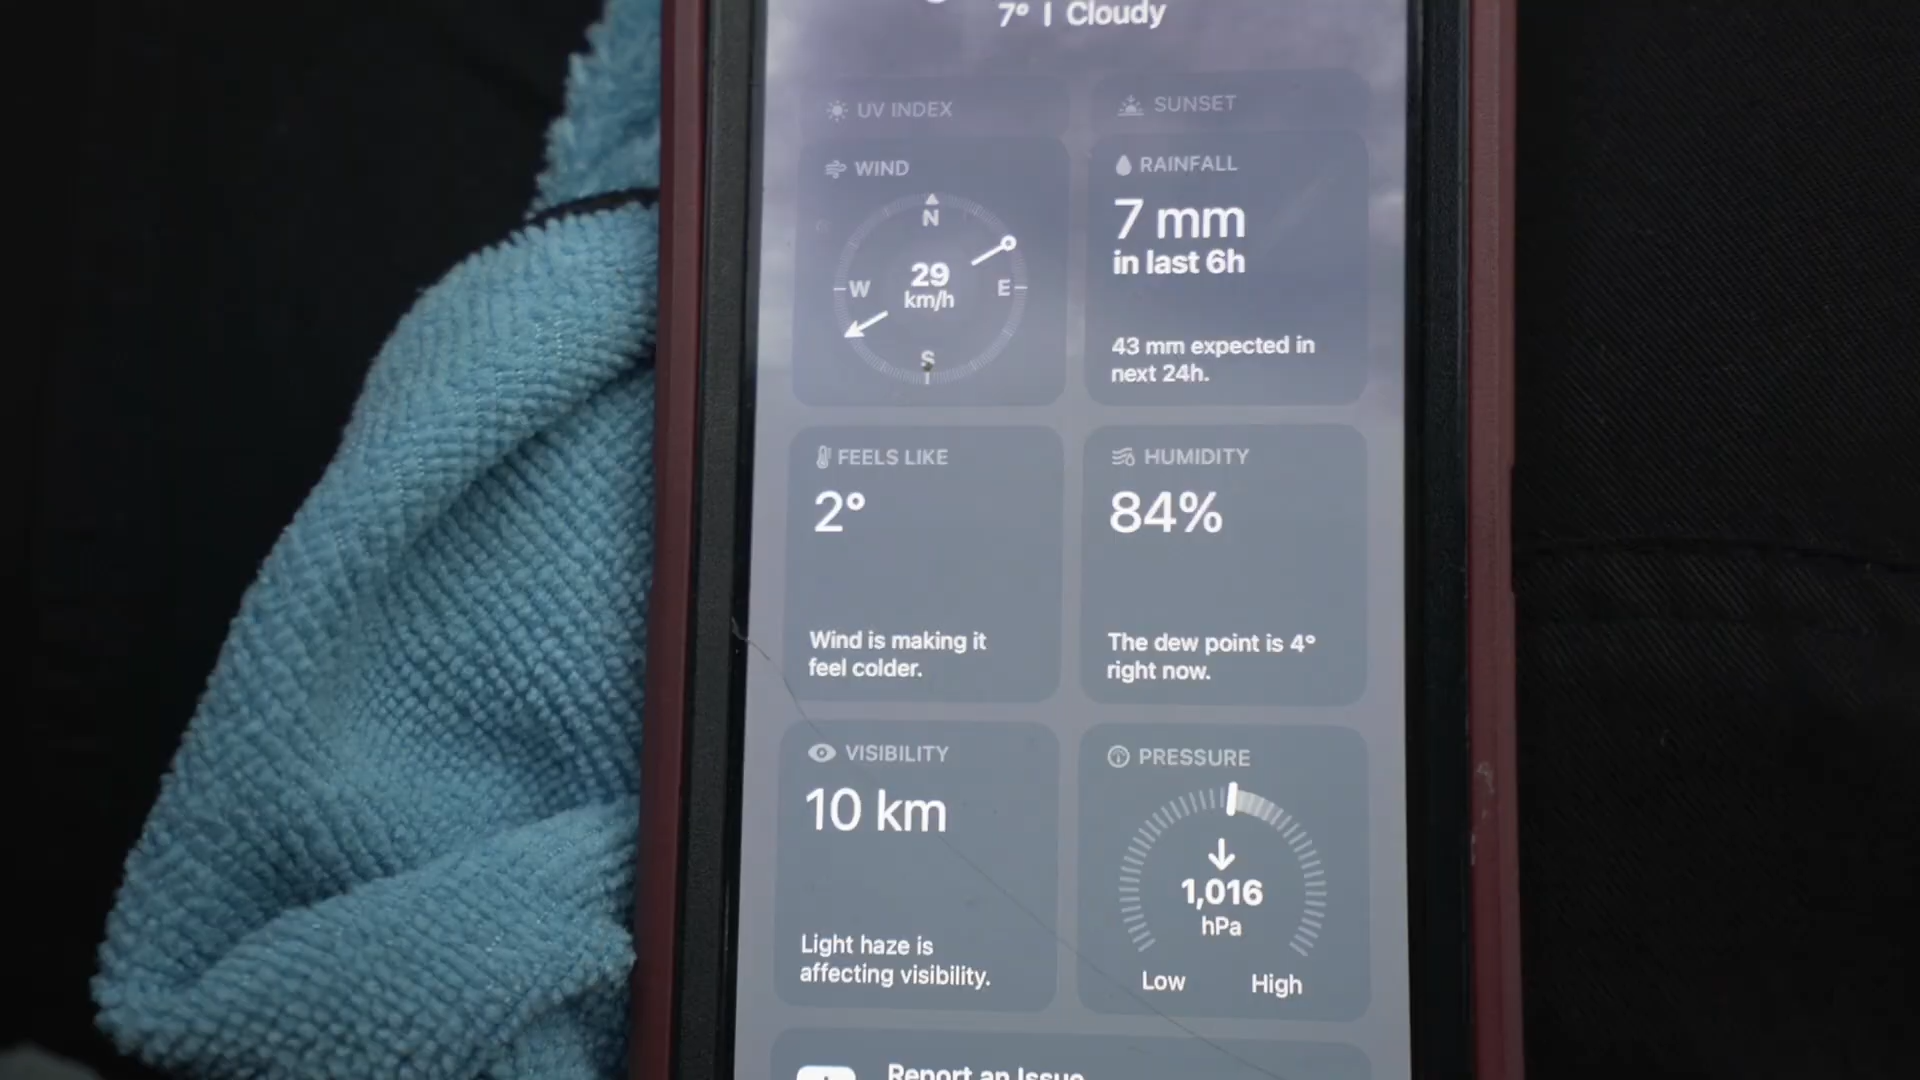 7° | Cloudy
UV INDEX
SUNSET
WIND
N
W
E
S
29
km/h
RAINFALL
7 mm
in last 6h
43 mm expected in
next 24h.
FEELS LIKE
2°
Wind is making it
feel colder.
HUMIDITY
84%
The dew point is 4°
right now.
VISIBILITY
10 km
Light haze is
affecting visibility.
PRESSURE
1,016
hPa
Low
High
Report an Issue